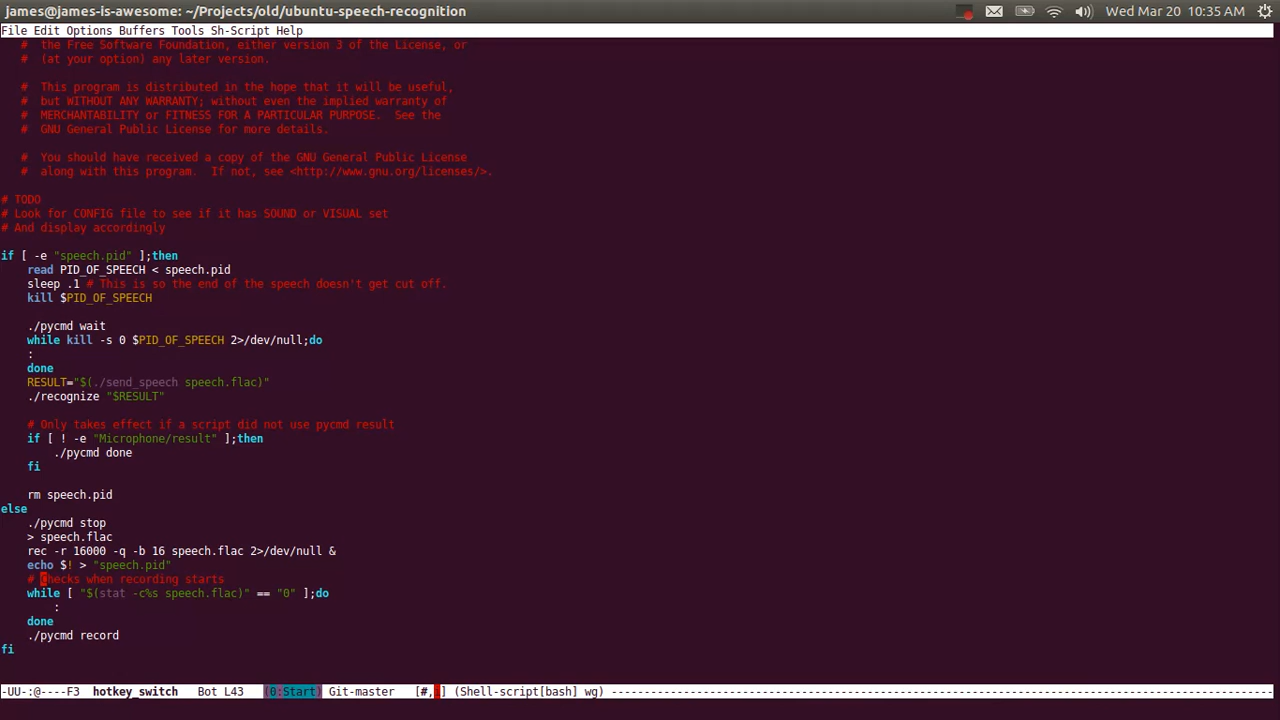 james@james-is-awesome: ~/Projects/old/ubuntu-speech-recognition Wed Mar 20 10:35 AM
File Edit Options Buffers Tools Sh-Script Help
# the Free Software Foundation, either version 3 of the License, or
# (at your option) any later version.
# This program is distributed in the hope that it will be useful,
# but WITHOUT ANY WARRANTY; without even the implied warranty of
# MERCHANTABILITY or FITNESS FOR A PARTICULAR PURPOSE.  See the
# GNU General Public License for more details.
# You should have received a copy of the GNU General Public License
# along with this program.  If not, see <http://www.gnu.org/licenses/>.
# TODO
# Look for CONFIG file to see if it has SOUND or VISUAL set
# And display accordingly
if [ -e "speech.pid" ];then
read PID_OF_SPEECH < speech.pid
sleep .1 # This is so the end of the speech doesn't get cut off.
kill $PID_OF_SPEECH
./pycmd wait
while kill -s 0 $PID_OF_SPEECH 2>/dev/null;do
:
done
RESULT="$(./send_speech speech.flac)"
./recognize "$RESULT"
# Only takes effect if a script did not use pycmd result
if [ ! -e "Microphone/result" ];then
./pycmd done
fi
rm speech.pid
else
./pycmd stop
> speech.flac
rec -r 16000 -q -b 16 speech.flac 2>/dev/null &
echo $! > "speech.pid"
# Checks when recording starts
while [ "$(stat -c%s speech.flac)" == "0" ];do
:
done
./pycmd record
fi
-UU-:@----F3 hotkey_switch Bot L43 (0:Start) Git-master [#,.] (Shell-script[bash] wg) ----------------------------------------------------------------------------------------------------